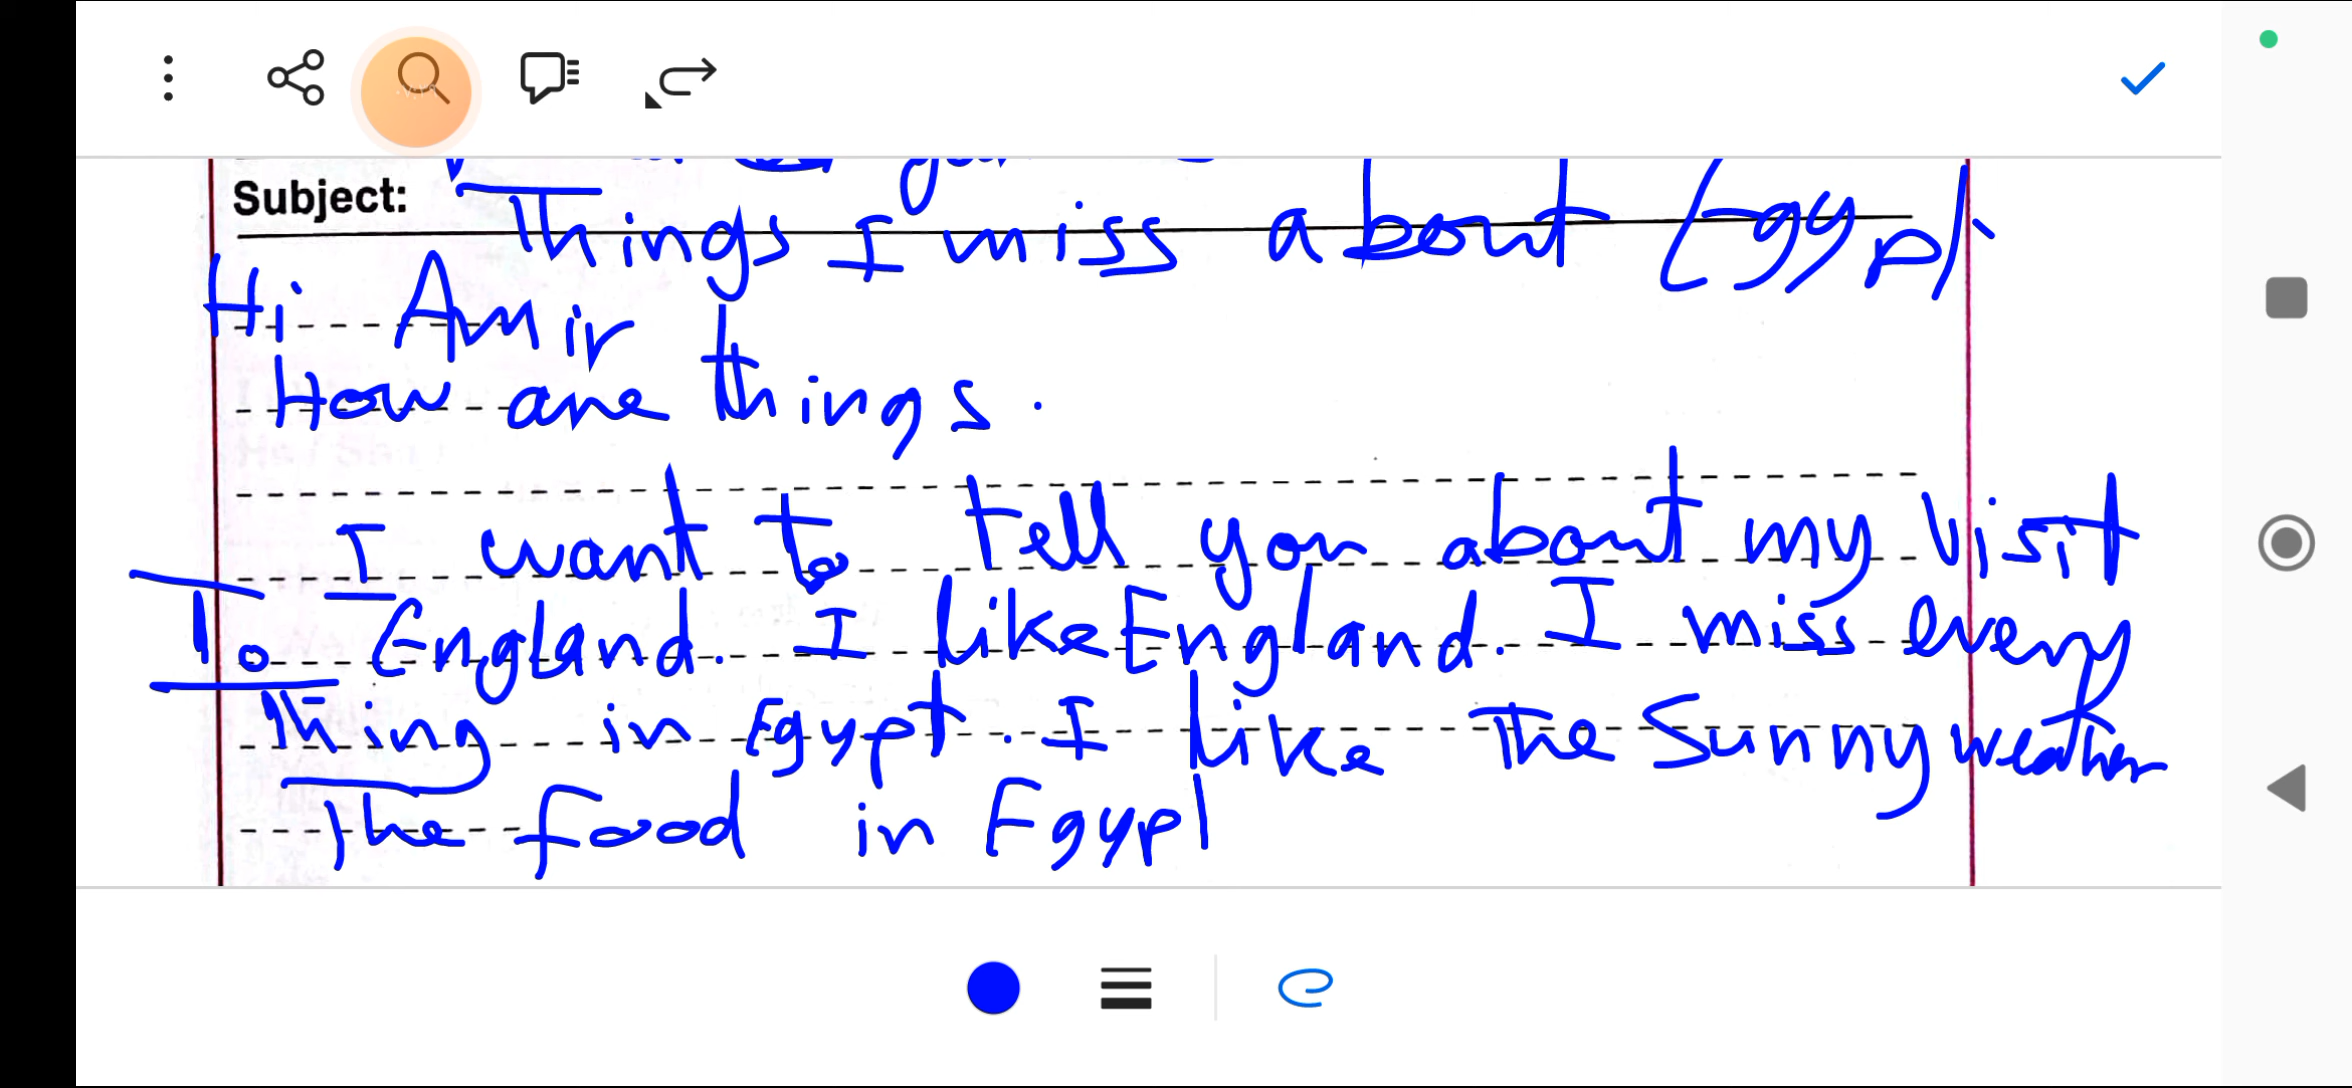 Subject: Things I miss about Egypt
Hi Amir
How are things.
I want to tell you about my visit
To England. I like England. I miss every
Thing in Egypt. I like The Sunny weather
The food in Egypt